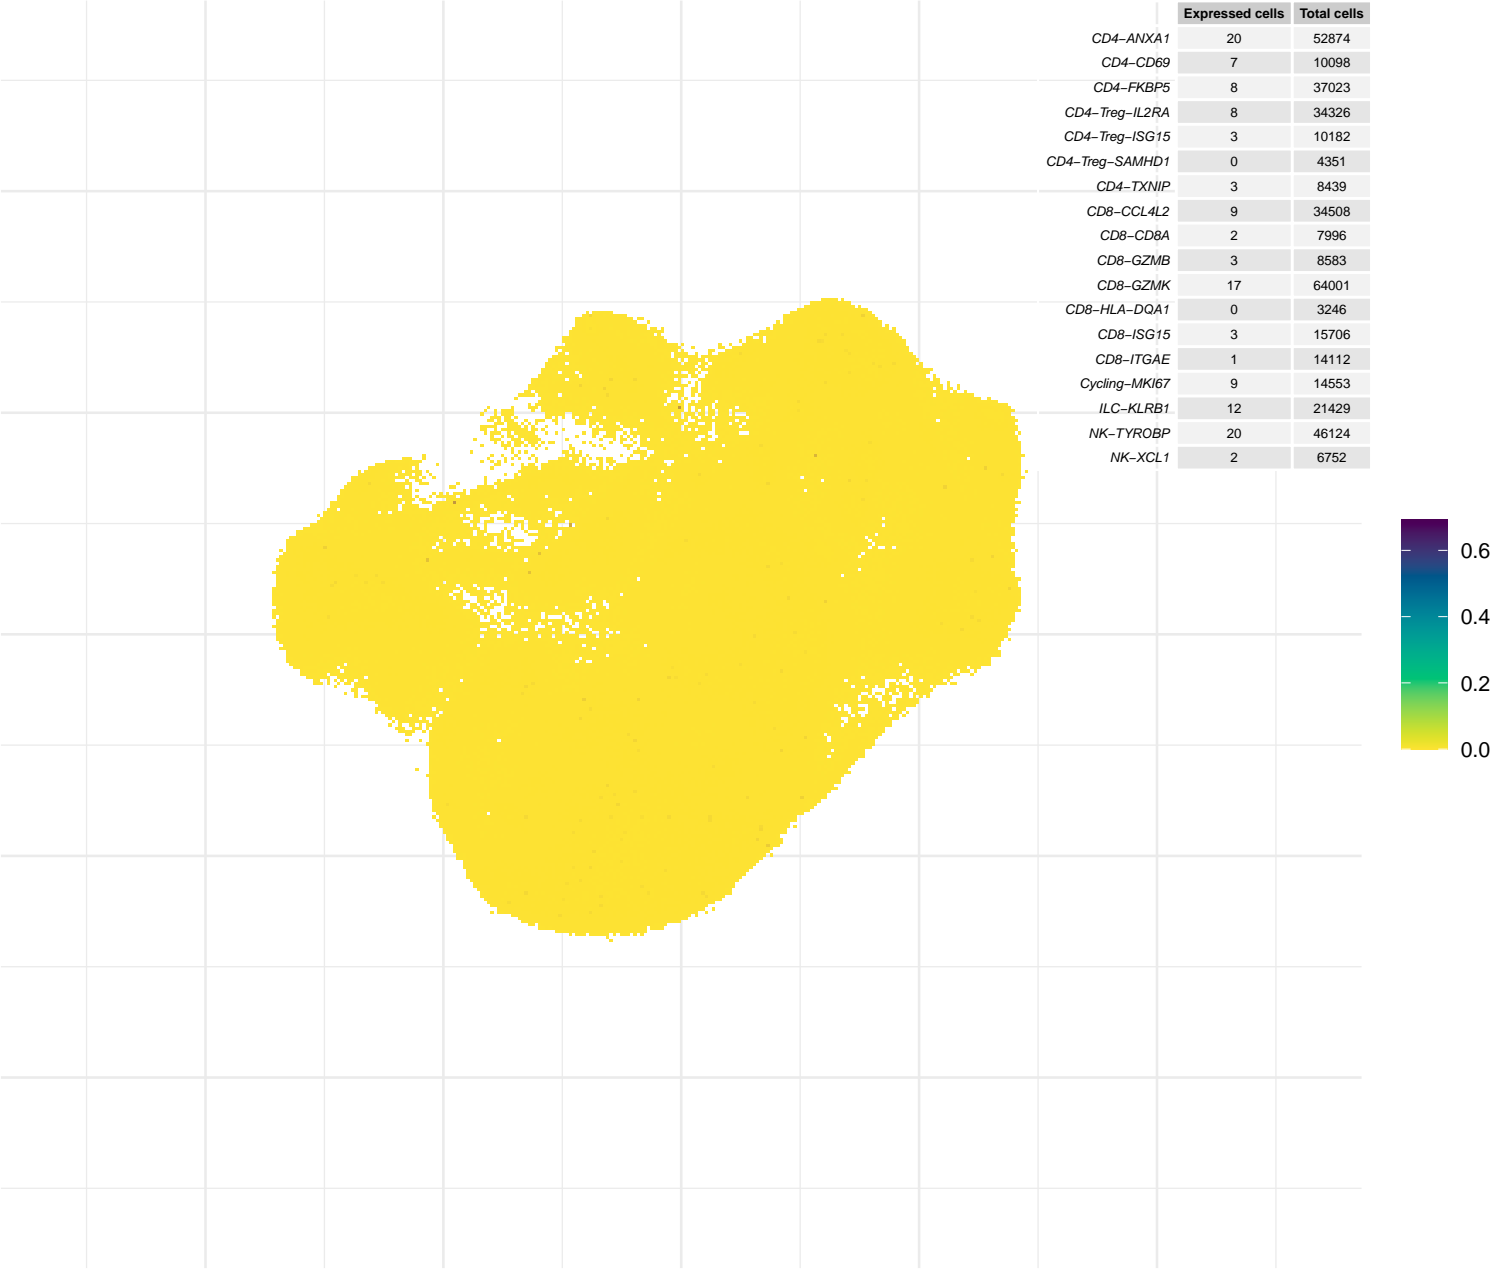 Expressed cells Total cells
CD4−ANXA1 20 52874
CD4−CD69 7 10098
CD4−FKBP5 8 37023
CD4−Treg−IL2RA 8 34326
CD4−Treg−ISG15 3 10182
CD4−Treg−SAMHD1 0 4351
CD4−TXNIP 3 8439
CD8−CCL4L2 9 34508
CD8−CD8A 2 7996
CD8−GZMB 3 8583
CD8−GZMK 17 64001
CD8−HLA−DQA1 0 3246
CD8−ISG15 3 15706
CD8−ITGAE 1 14112
Cycling−MKI67 9 14553
ILC−KLRB1 12 21429
NK−TYROBP 20 46124
NK−XCL1 2 6752
0.6
0.4
0.2
0.0